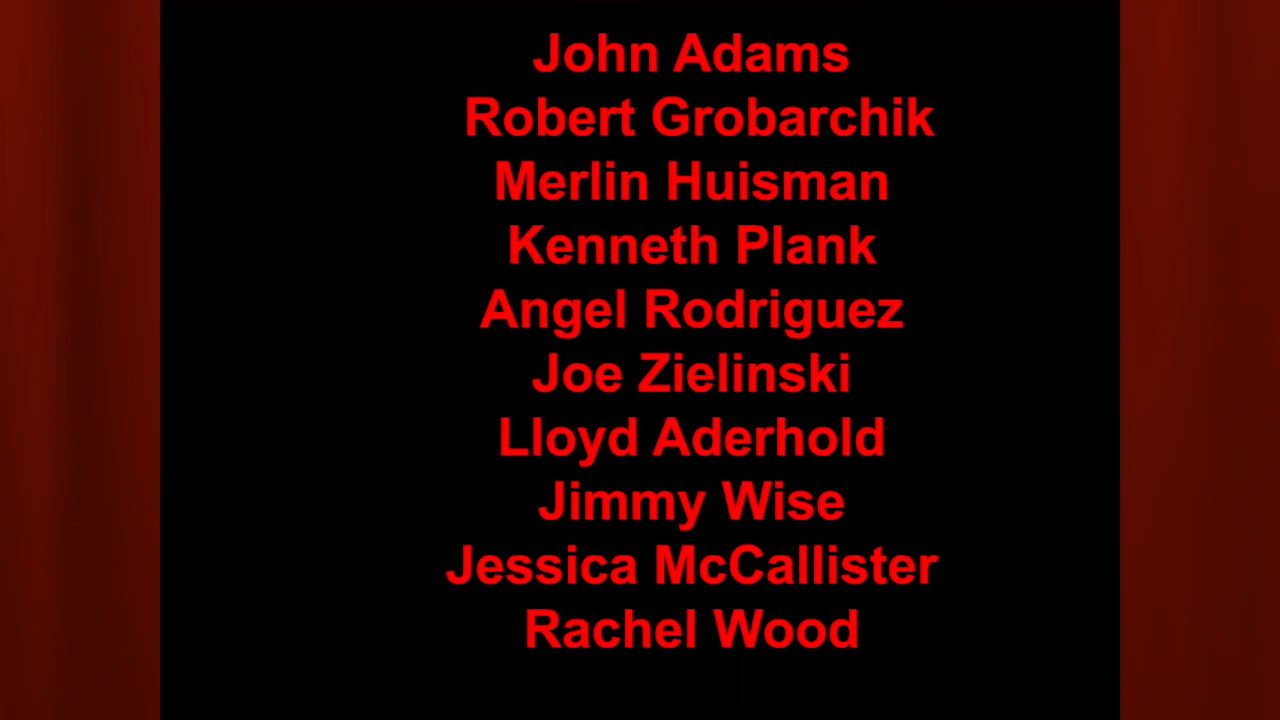 John Adams
Robert Grobarchik
Merlin Huisman
Kenneth Plank
Angel Rodriguez
Joe Zielinski
Lloyd Aderhold
Jimmy Wise
Jessica McCallister
Rachel Wood